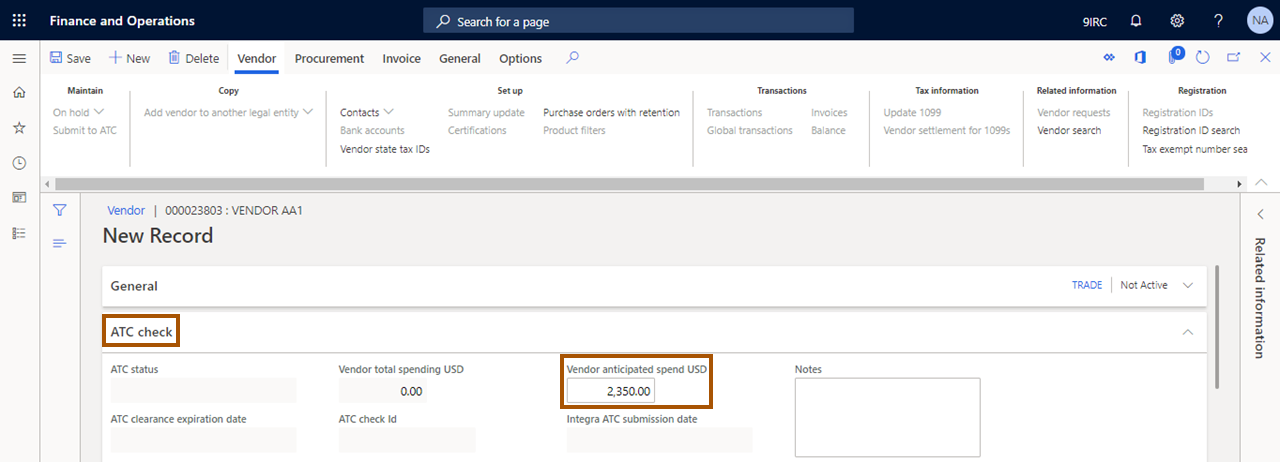 Finance and Operations
Search for a page
9IRC
?
NA
Save
New
Delete
Vendor
Procurement
Invoice
General
Options
0
Maintain
On hold
Submit to ATC
Copy
Add vendor to another legal entity
Set up
Contacts
Summary update
Purchase orders with retention
Bank accounts
Certifications
Product filters
Vendor state tax IDs
Transactions
Transactions
Invoices
Global transactions
Balance
Tax information
Update 1099
Vendor settlement for 1099s
Related information
Vendor requests
Vendor search
Registration
Registration IDs
Registration ID search
Tax exempt number sea
Vendor | 000023803 : VENDOR AA1
New Record
General
TRADE
Not Active
ATC check
ATC status
Vendor total spending USD
0.00
Vendor anticipated spend USD
2,350.00
Notes
ATC clearance expiration date
ATC check Id
Integra ATC submission date
Related information